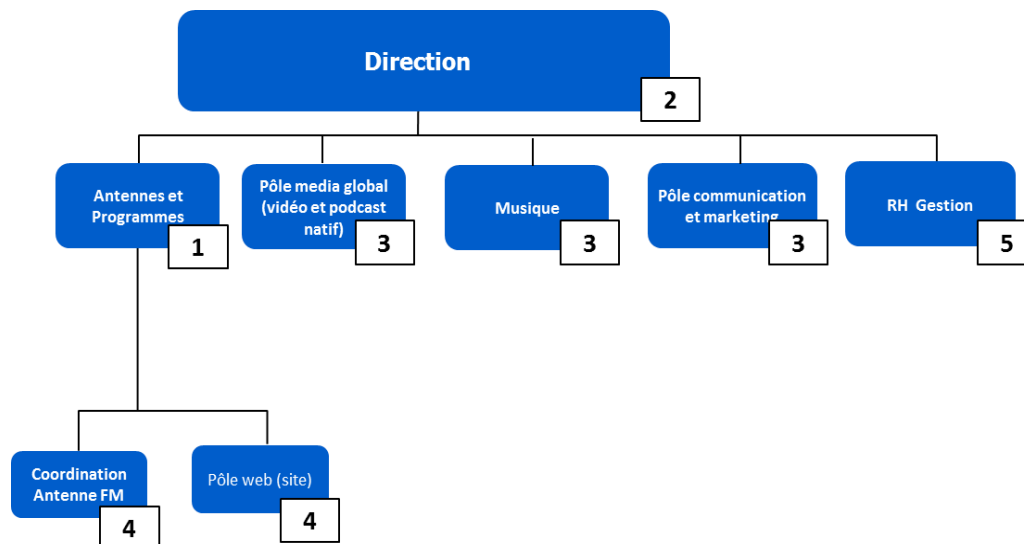 Direction
2
Antennes et
Programmes
1
Pôle media global
(vidéo et podcast
natif)
3
Musique
3
Pôle communication
et marketing
3
RH Gestion
5
Coordination
Antenne FM
4
Pôle web (site)
4